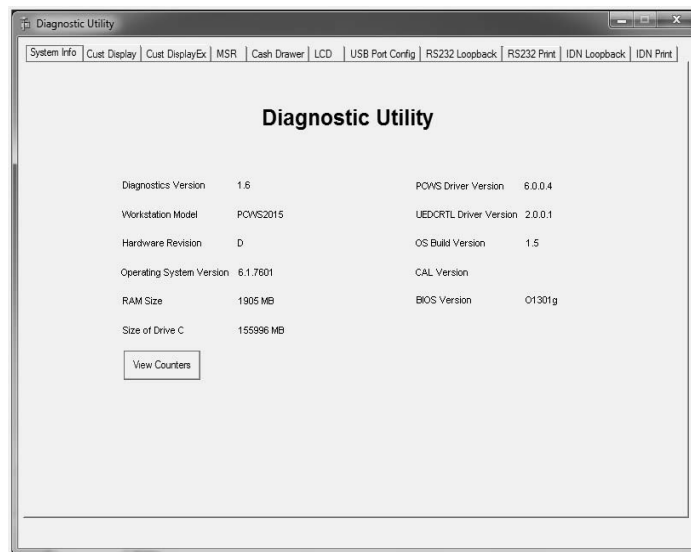 Diagnostic Utility
System Info Cust Display Cust DisplayEx MSR Cash Drawer LCD USB Port Config RS232 Loopback RS232 Print IDN Loopback IDN Print
Diagnostic Utility
Diagnostics Version 1.6 PCWS Driver Version 6.0.0.4
Workstation Model PCWS2015 UEDCRTL Driver Version 2.0.0.1
Hardware Revision D OS Build Version 1.5
Operating System Version 6.1.7601 CAL Version
RAM Size 1905 MB BIOS Version O1301g
Size of Drive C 155996 MB
View Counters